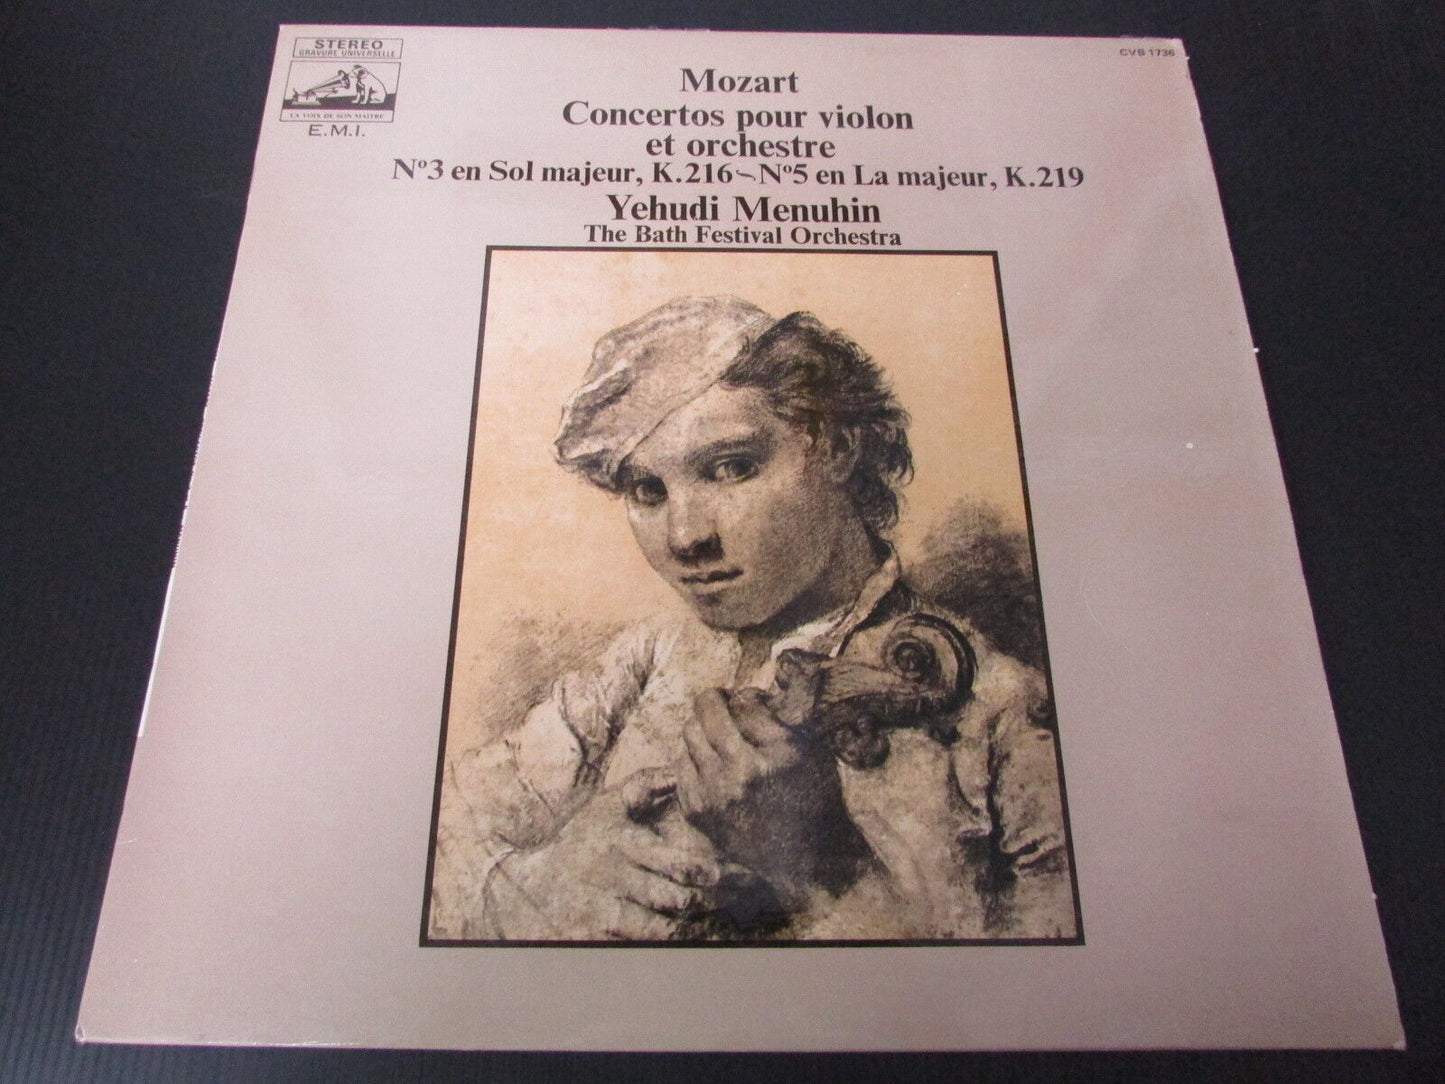 STEREO
GRAVURE UNIVERSELLE
LA VOIX DE SON MAITRE
E.M.I.
CVB 1736
Mozart
Concertos pour violon
et orchestre
Nº3 en Sol majeur, K.216~Nº5 en La majeur, K.219
Yehudi Menuhin
The Bath Festival Orchestra